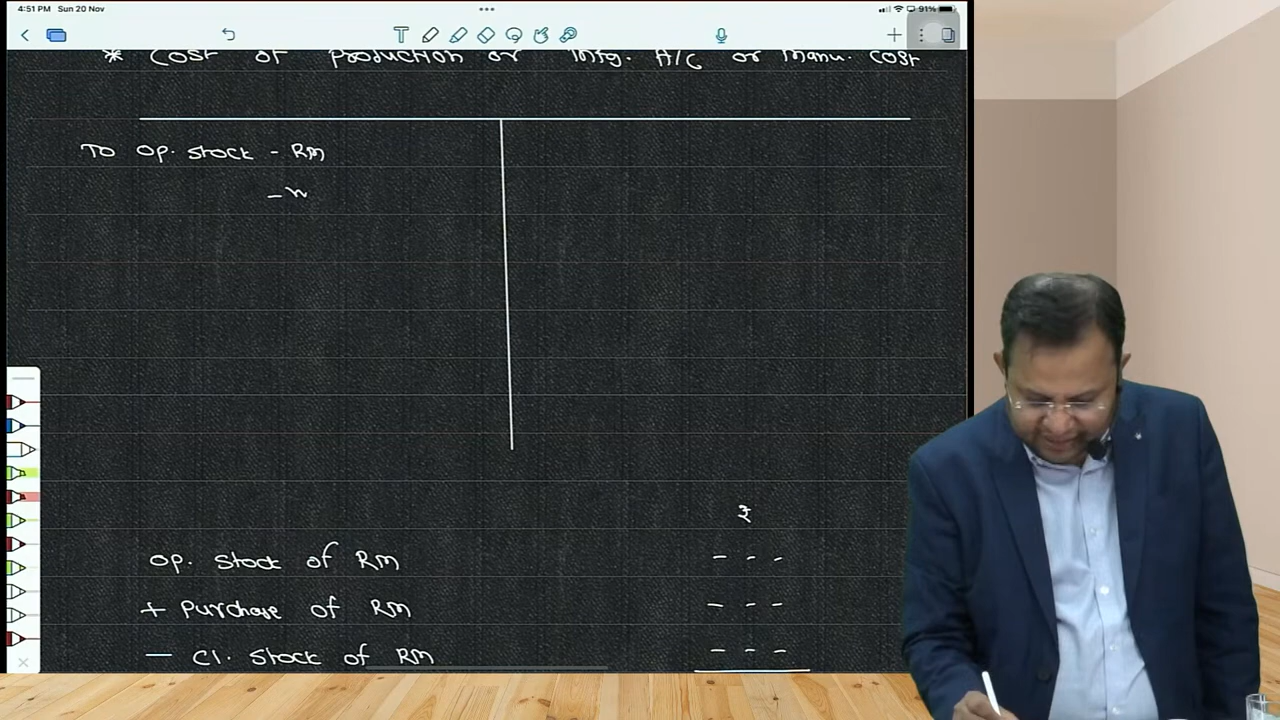 4:51 PM Sun 20 Nov
91%
* Cost of Production or Mfg. A/C or Manu. Cost
To Op. Stock - RM
-
₹
Op. Stock of RM - - -
+ Purchase of RM - - -
- Cl. Stock of RM - - -